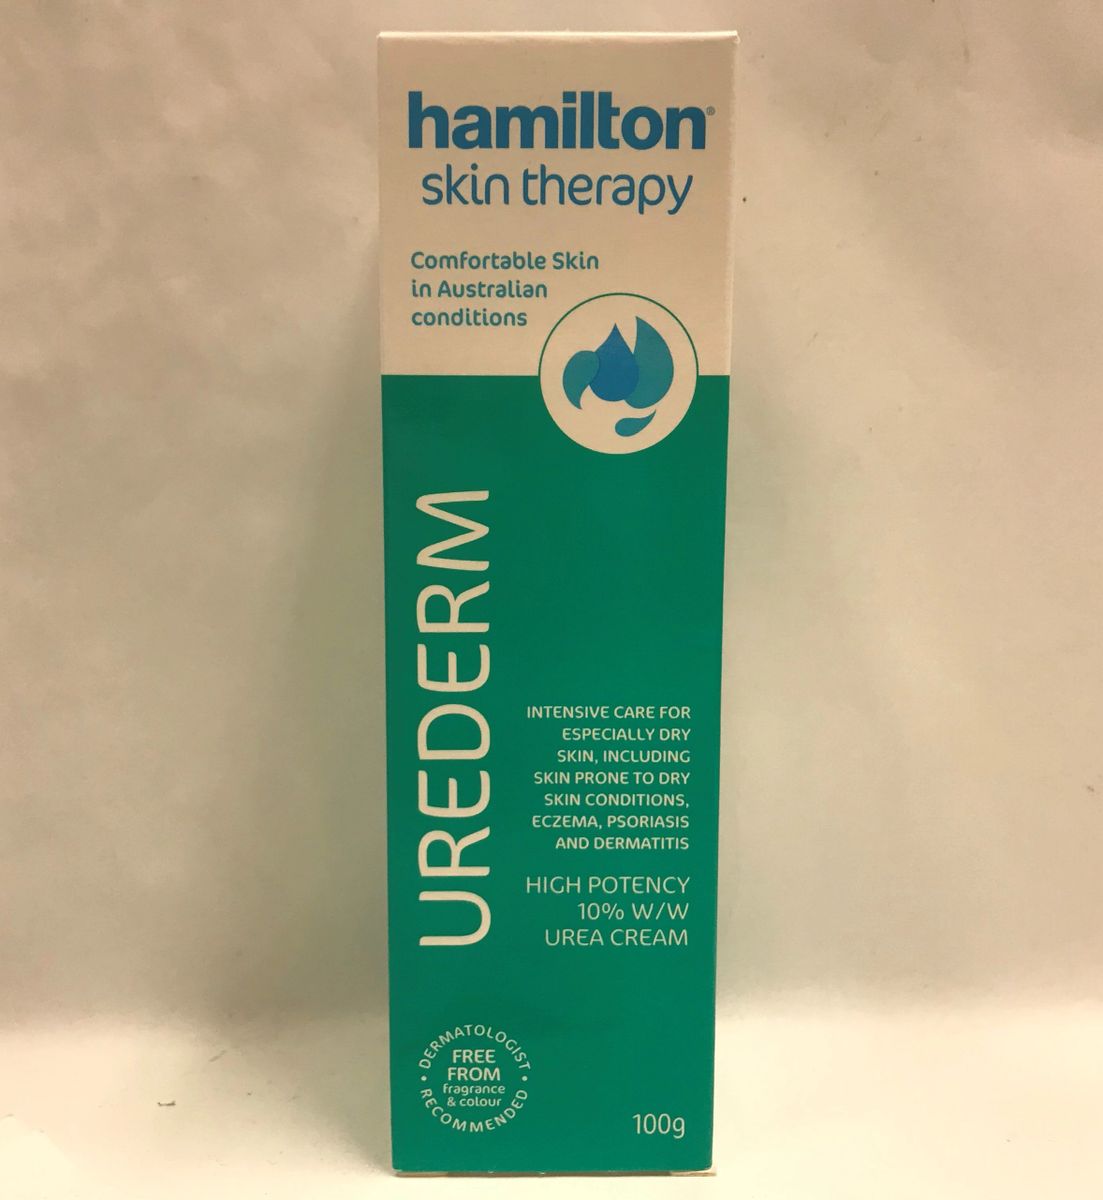 hamilton®
skin therapy
Comfortable Skin
in Australian
conditions
UREDERM
INTENSIVE CARE FOR
ESPECIALLY DRY
SKIN, INCLUDING
SKIN PRONE TO DRY
SKIN CONDITIONS,
ECZEMA, PSORIASIS
AND DERMATITIS
HIGH POTENCY
10% W/W
UREA CREAM
• DERMATOLOGIST •
RECOMMENDED
FREE
FROM
fragrance
& colour
100g